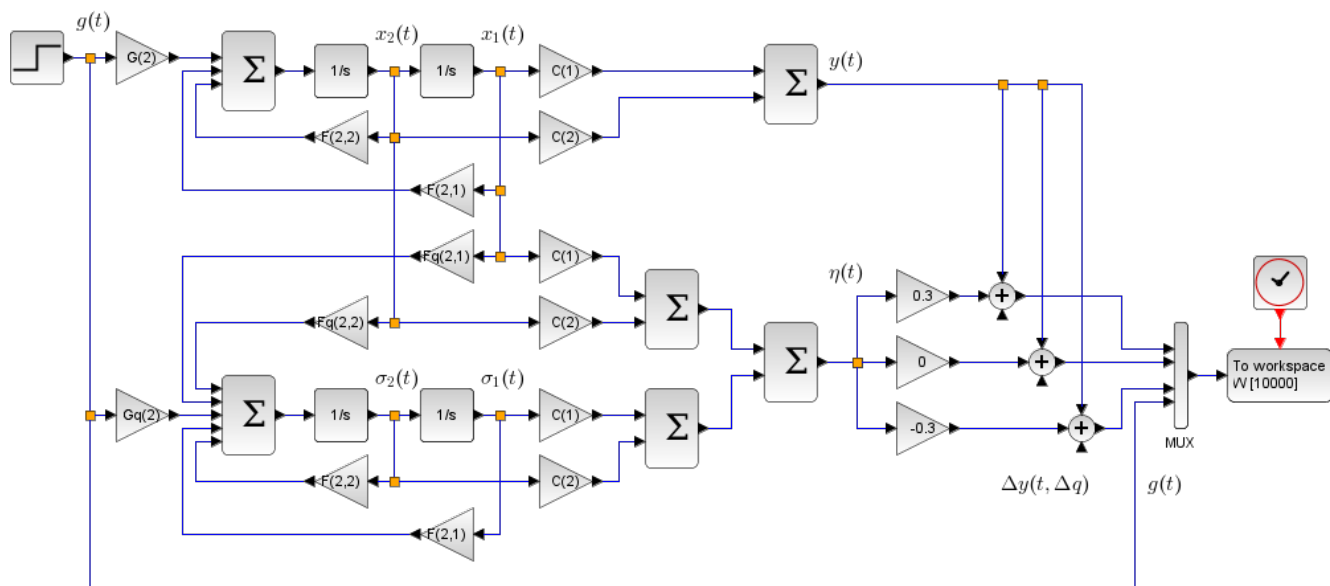 g(t)
x₂(t)
x₁(t)
y(t)
G(2)
Σ
1/s
1/s
C(1)
Σ
F(2,2)
C(2)
F(2,1)
Fq(2,1)
C(1)
η(t)
Fq(2,2)
C(2)
Σ
0.3
+
Σ
0
+
To workspace
W [10000]
σ₂(t)
σ₁(t)
Gq(2)
Σ
1/s
1/s
C(1)
Σ
-0.3
+
MUX
F(2,2)
C(2)
Δy(t, Δq)
g(t)
F(2,1)